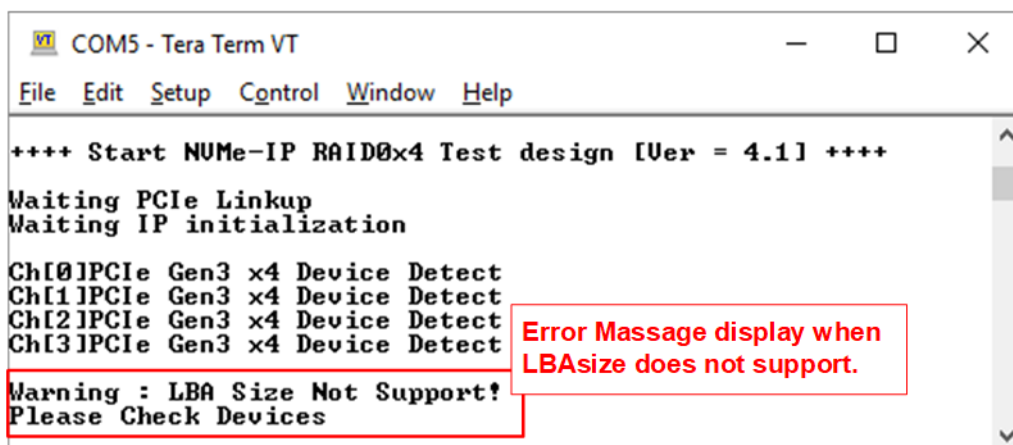 COM5 - Tera Term VT
File Edit Setup Control Window Help
++++ Start NVMe-IP RAID0x4 Test design [Ver = 4.1] ++++
Waiting PCIe Linkup
Waiting IP initialization
Ch[0]PCIe Gen3 x4 Device Detect
Ch[1]PCIe Gen3 x4 Device Detect
Ch[2]PCIe Gen3 x4 Device Detect
Ch[3]PCIe Gen3 x4 Device Detect
Error Massage display when
LBAsize does not support.
Warning : LBA Size Not Support!
Please Check Devices